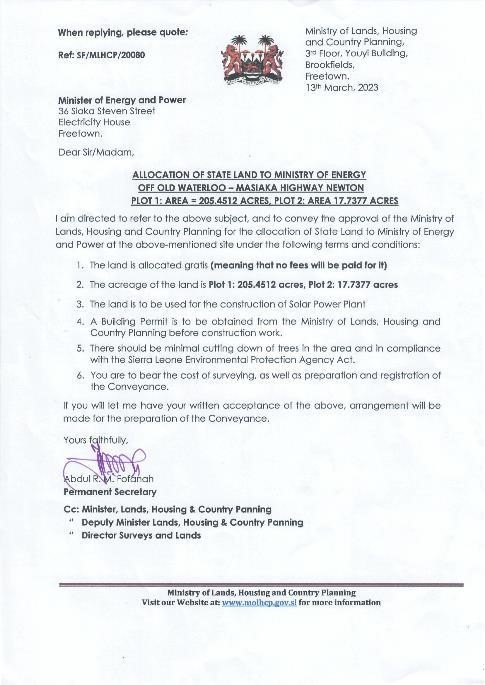 When replying, please quote:
Ref: SF/MLHCP/20080
Ministry of Lands, Housing
and Country Planning,
3rd Floor, Youyi Building,
Brookfields,
Freetown.
13th March, 2023
Minister of Energy and Power
36 Siaka Steven Street
Electricity House
Freetown.
Dear Sir/Madam,
ALLOCATION OF STATE LAND TO MINISTRY OF ENERGY
OFF OLD WATERLOO – MASIAKA HIGHWAY NEWTON
PLOT 1: AREA = 205.4512 ACRES, PLOT 2: AREA 17.7377 ACRES
I am directed to refer to the above subject, and to convey the approval of the Ministry of
Lands, Housing and Country Planning for the allocation of State Land to Ministry of Energy
and Power at the above-mentioned site under the following terms and conditions:
1. The land is allocated gratis (meaning that no fees will be paid for it)
2. The acreage of the land is Plot 1: 205.4512 acres, Plot 2: 17.7377 acres
3. The land is to be used for the construction of Solar Power Plant
4. A Building Permit is to be obtained from the Ministry of Lands, Housing and
Country Planning before construction work.
5. There should be minimal cutting down of trees in the area and in compliance
with the Sierra Leone Environmental Protection Agency Act.
6. You are to bear the cost of surveying, as well as preparation and registration of
the Conveyance.
If you will let me have your written acceptance of the above, arrangement will be
made for the preparation of the Conveyance.
Yours faithfully,
Abdul R. M. Fofanah
Permanent Secretary
Cc: Minister, Lands, Housing & Country Panning
" Deputy Minister Lands, Housing & Country Panning
" Director Surveys and Lands
Ministry of Lands, Housing and Country Planning
Visit our Website at: www.molhcp.gov.sl for more information